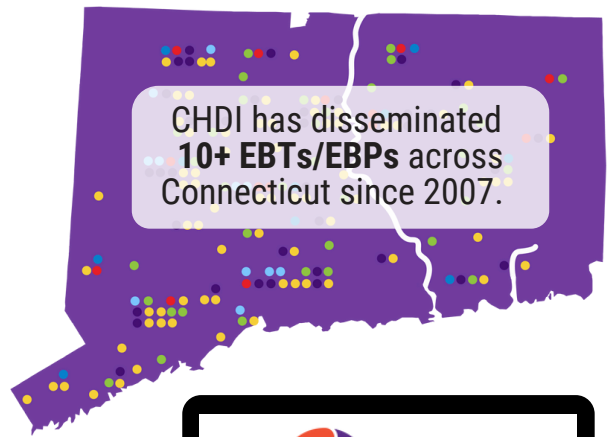 CHDI has disseminated
10+ EBTs/EBPs across
Connecticut since 2007.